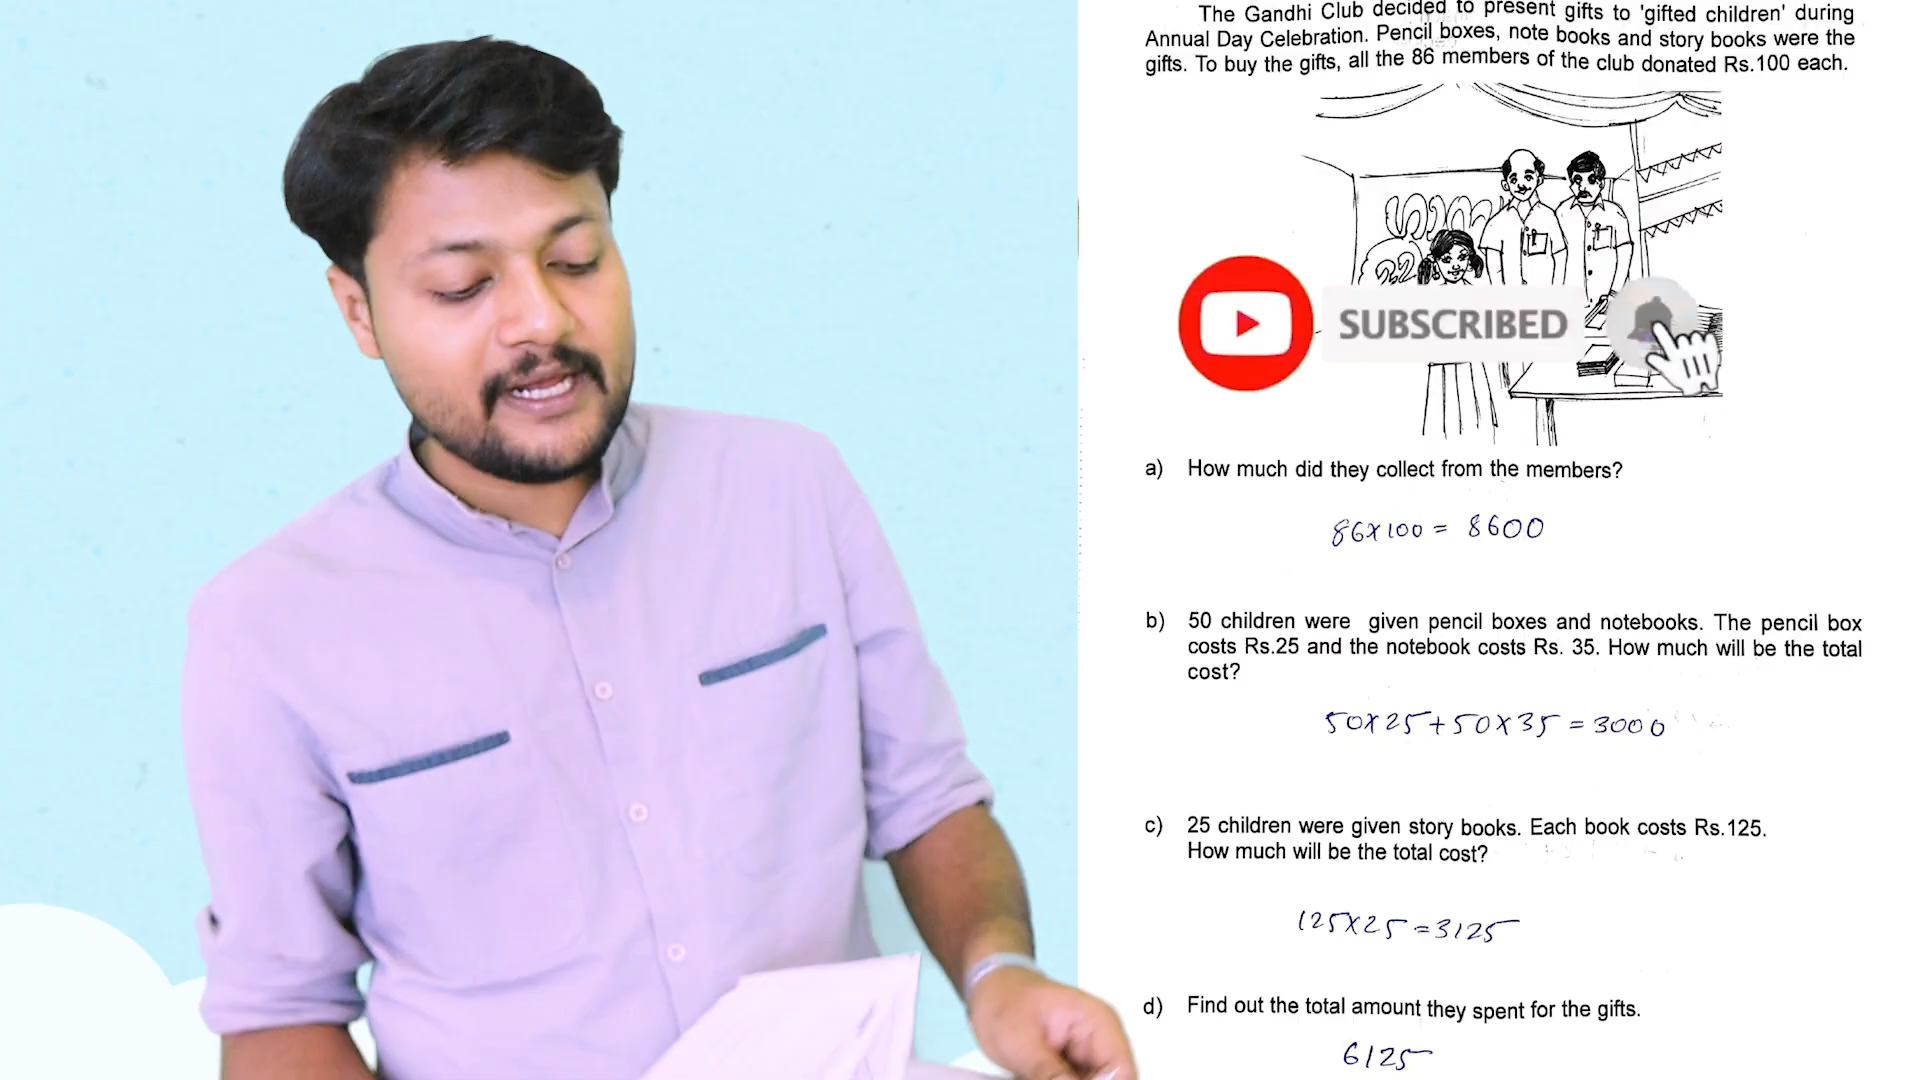 The Gandhi Club decided to present gifts to 'gifted children' during
Annual Day Celebration. Pencil boxes, note books and story books were the
gifts. To buy the gifts, all the 86 members of the club donated Rs.100 each.
SUBSCRIBED
a) How much did they collect from the members?
86x100 = 8600
b) 50 children were given pencil boxes and notebooks. The pencil box
costs Rs.25 and the notebook costs Rs. 35. How much will be the total
cost?
50x25+50x35 = 3000
c) 25 children were given story books. Each book costs Rs.125.
How much will be the total cost?
125x25=3125
d) Find out the total amount they spent for the gifts.
6125